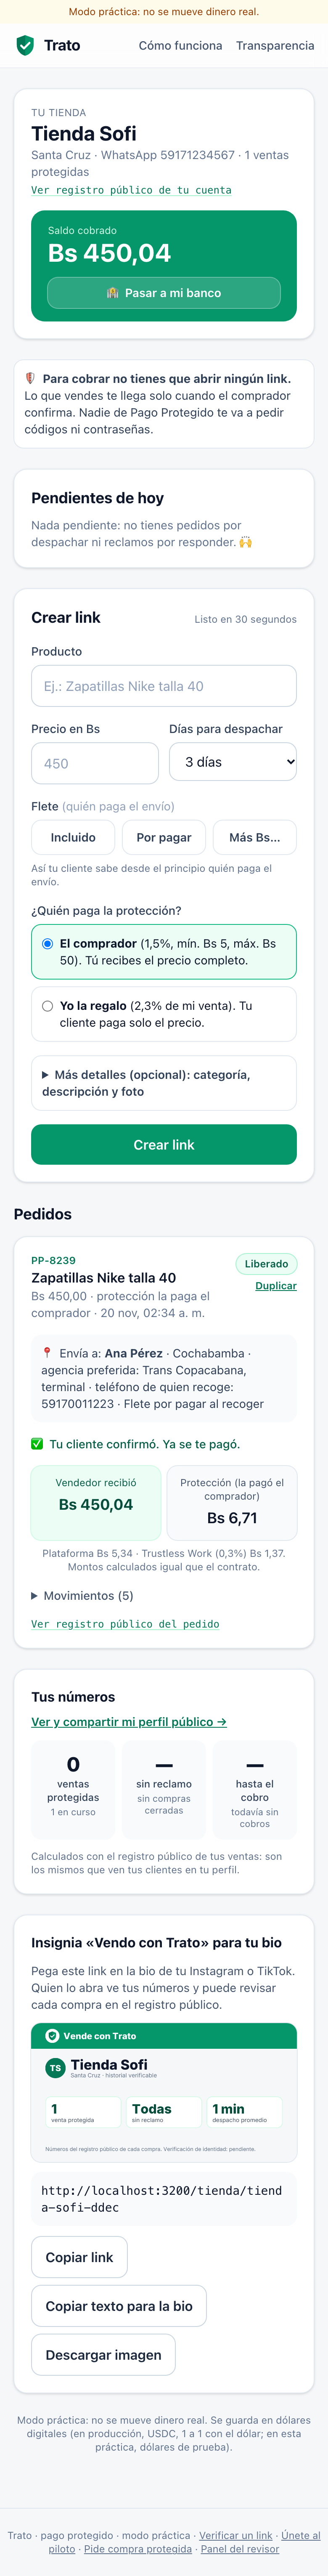 Modo práctica: no se mueve dinero real.
Trato
Cómo funciona
Transparencia
TU TIENDA
Tienda Sofi
Santa Cruz · WhatsApp 59171234567 · 1 ventas
protegidas
Ver registro público de tu cuenta
Saldo cobrado
Bs 450,04
Pasar a mi banco
Para cobrar no tienes que abrir ningún link.
Lo que vendes te llega solo cuando el comprador
confirma. Nadie de Pago Protegido te va a pedir
códigos ni contraseñas.
Pendientes de hoy
Nada pendiente: no tienes pedidos por
despachar ni reclamos por responder. 🙌
Crear link
Listo en 30 segundos
Producto
Ej.: Zapatillas Nike talla 40
Precio en Bs
Días para despachar
450
3 días
Flete (quién paga el envío)
Incluido
Por pagar
Más Bs...
Así tu cliente sabe desde el principio quién paga el
envío.
¿Quién paga la protección?
El comprador (1,5%, mín. Bs 5, máx. Bs
50). Tú recibes el precio completo.
Yo la regalo (2,3% de mi venta). Tu
cliente paga solo el precio.
Más detalles (opcional): categoría,
descripción y foto
Crear link
Pedidos
PP-8239
Liberado
Zapatillas Nike talla 40
Duplicar
Bs 450,00 · protección la paga el
comprador · 20 nov, 02:34 a. m.
📍 Envía a: Ana Pérez · Cochabamba ·
agencia preferida: Trans Copacabana,
terminal · teléfono de quien recoge:
59170011223 · Flete por pagar al recoger
✅ Tu cliente confirmó. Ya se te pagó.
Vendedor recibió
Bs 450,04
Protección (la pagó el
comprador)
Bs 6,71
Plataforma Bs 5,34 · Trustless Work (0,3%) Bs 1,37.
Montos calculados igual que el contrato.
Movimientos (5)
Ver registro público del pedido
Tus números
Ver y compartir mi perfil público →
0
ventas
protegidas
1 en curso
—
sin reclamo
sin compras
cerradas
—
hasta el
cobro
todavía sin
cobros
Calculados con el registro público de tus ventas: son
los mismos que ven tus clientes en tu perfil.
Insignia «Vendo con Trato» para tu bio
Pega este link en la bio de tu Instagram o TikTok.
Quien lo abra ve tus números y puede revisar
cada compra en el registro público.
Vende con Trato
TS
Tienda Sofi
Santa Cruz · historial verificable
1
venta protegida
Todas
sin reclamo
1 min
despacho promedio
Números del registro público de cada compra. Verificación de identidad: pendiente.
http://localhost:3200/tienda/tiend
a-sofi-ddec
Copiar link
Copiar texto para la bio
Descargar imagen
Modo práctica: no se mueve dinero real. Se guarda en dólares
digitales (en producción, USDC, 1 a 1 con el dólar; en esta
práctica, dólares de prueba).
Trato · pago protegido · modo práctica · Verificar un link · Únete al
piloto · Pide compra protegida · Panel del revisor